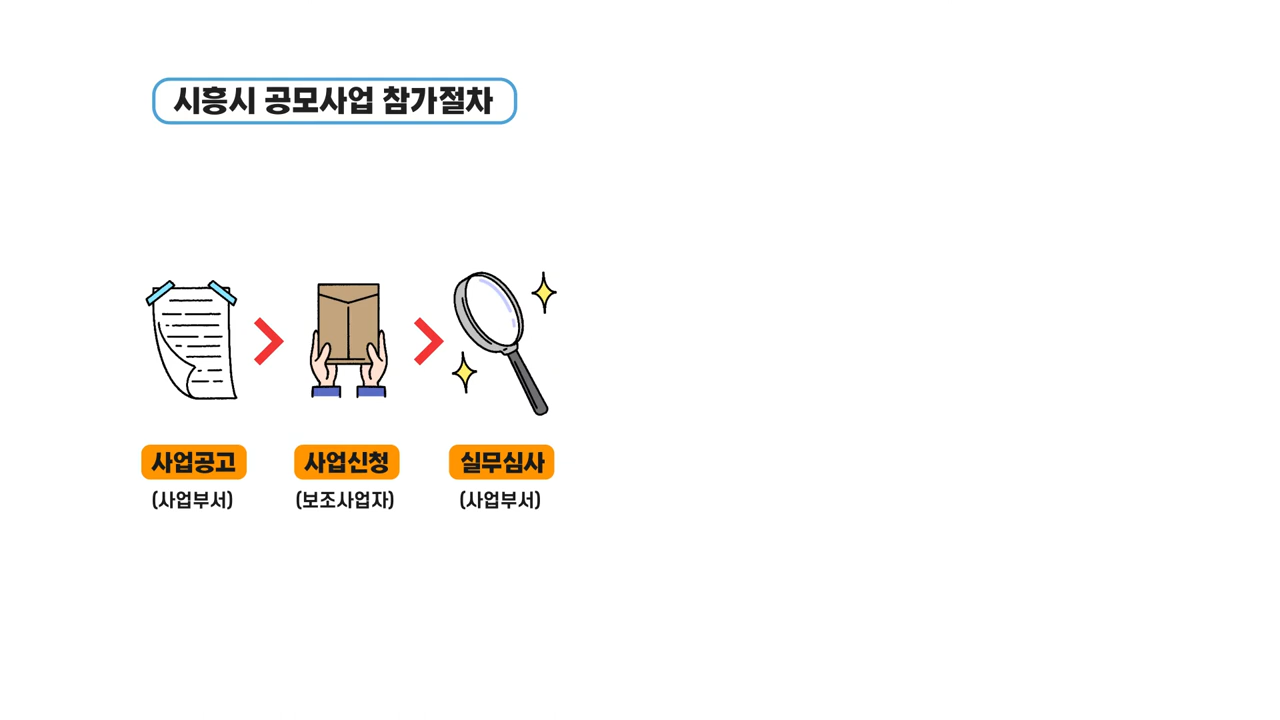 시흥시 공모사업 참가절차
사업공고
사업신청
실무심사
(사업부서)
(보조사업자)
(사업부서)